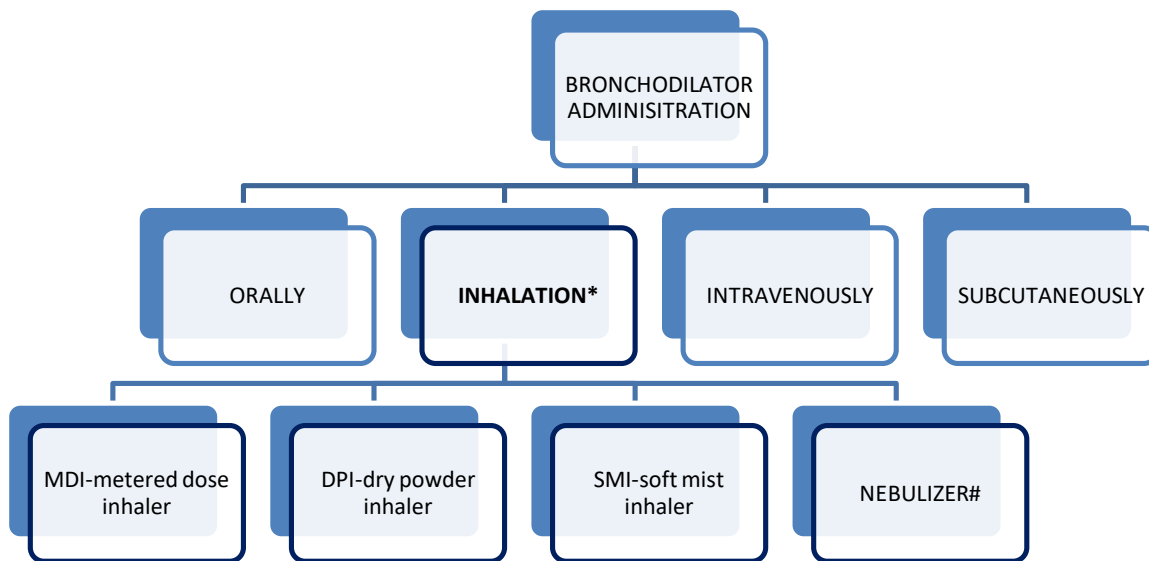 BRONCHODILATOR
ADMINISITRATION
ORALLY
INHALATION*
INTRAVENOUSLY
SUBCUTANEOUSLY
MDI-metered dose
inhaler
DPI-dry powder
inhaler
SMI-soft mist
inhaler
NEBULIZER#